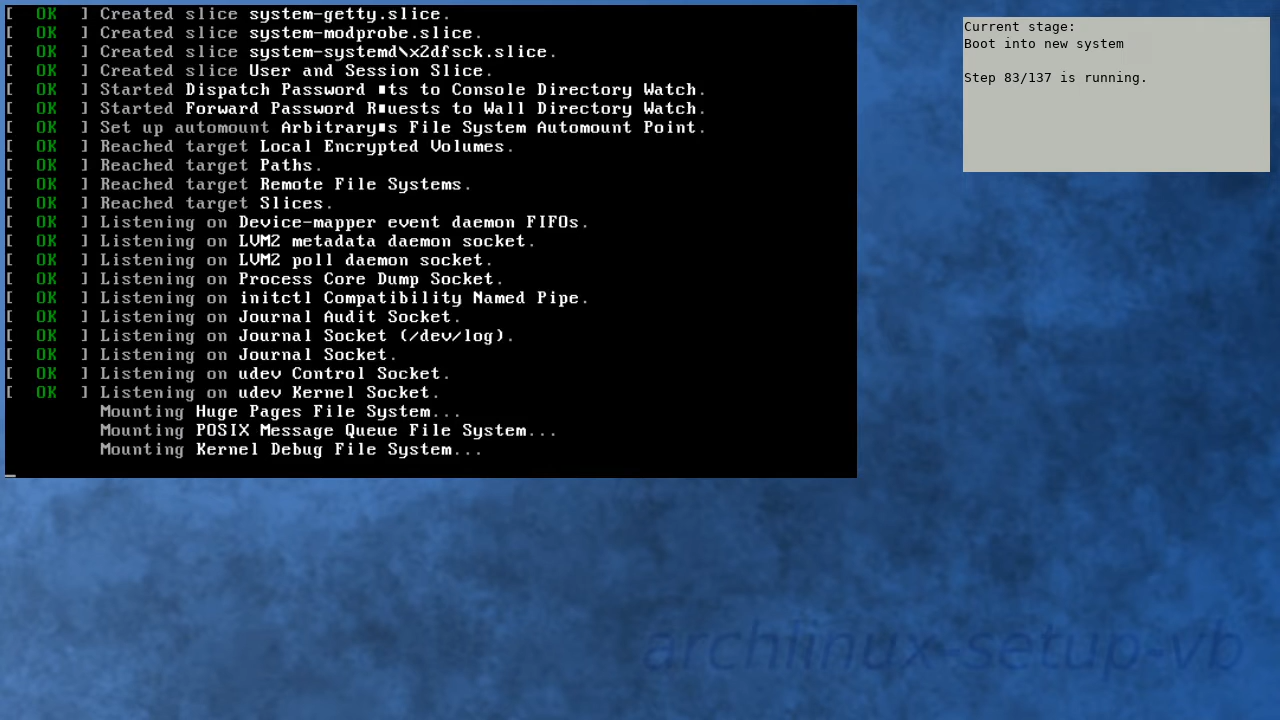 [  OK  ] Created slice system-getty.slice.
[  OK  ] Created slice system-modprobe.slice.
[  OK  ] Created slice system-systemd\x2dfsck.slice.
[  OK  ] Created slice User and Session Slice.
[  OK  ] Started Dispatch Password ▮ts to Console Directory Watch.
[  OK  ] Started Forward Password R▮uests to Wall Directory Watch.
[  OK  ] Set up automount Arbitrary▮s File System Automount Point.
[  OK  ] Reached target Local Encrypted Volumes.
[  OK  ] Reached target Paths.
[  OK  ] Reached target Remote File Systems.
[  OK  ] Reached target Slices.
[  OK  ] Listening on Device-mapper event daemon FIFOs.
[  OK  ] Listening on LVM2 metadata daemon socket.
[  OK  ] Listening on LVM2 poll daemon socket.
[  OK  ] Listening on Process Core Dump Socket.
[  OK  ] Listening on initctl Compatibility Named Pipe.
[  OK  ] Listening on Journal Audit Socket.
[  OK  ] Listening on Journal Socket (/dev/log).
[  OK  ] Listening on Journal Socket.
[  OK  ] Listening on udev Control Socket.
[  OK  ] Listening on udev Kernel Socket.
Mounting Huge Pages File System...
Mounting POSIX Message Queue File System...
Mounting Kernel Debug File System...
Current stage:
Boot into new system
Step 83/137 is running.
archlinux-setup-vb